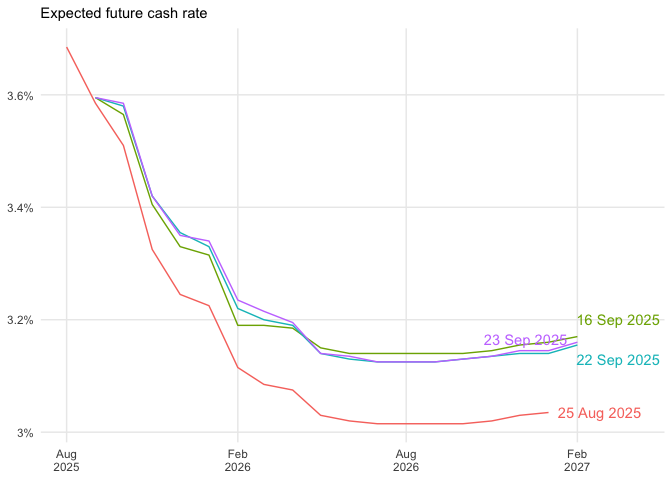 Expected future cash rate
3.6%
3.4%
3.2%
3%
16 Sep 2025
23 Sep 2025
22 Sep 2025
25 Aug 2025
Aug
2025
Feb
2026
Aug
2026
Feb
2027